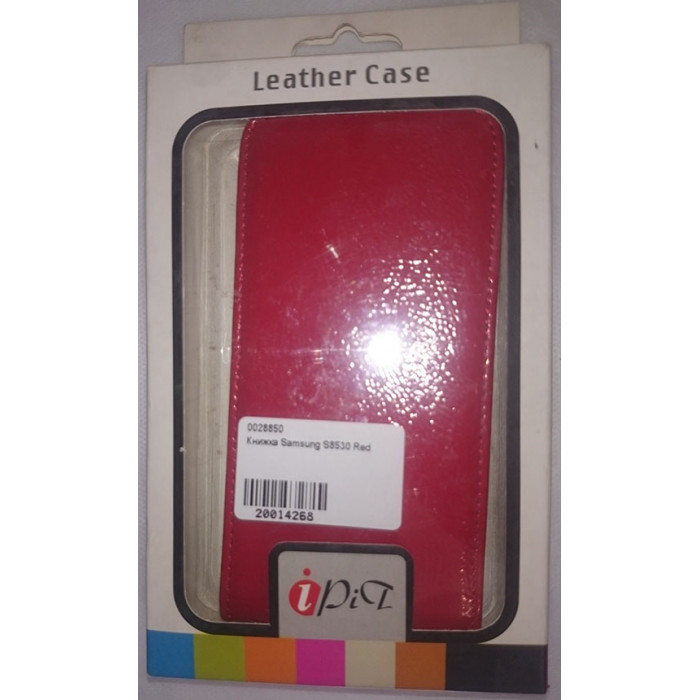 Leather Case
0028850
Книжка Samsung S8530 Red
20014268
iPiT